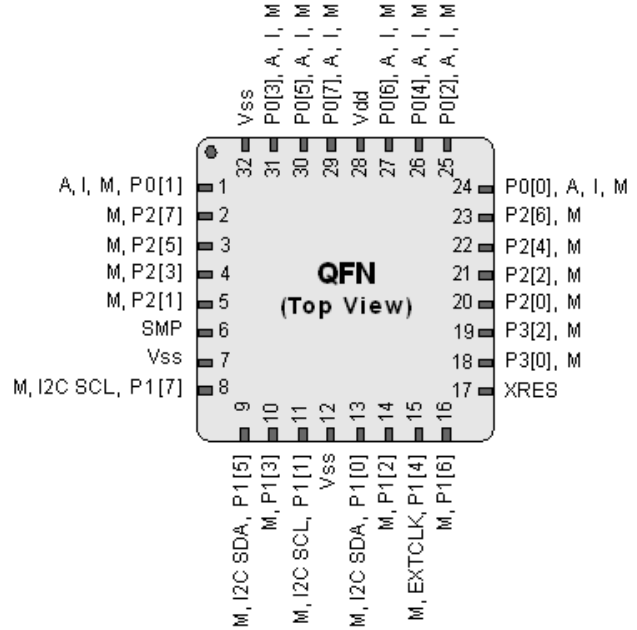 P0[3], A, I, M
P0[5], A, I, M
P0[7], A, I, M
P0[6], A, I, M
P0[4], A, I, M
P0[2], A, I, M
Vss
Vdd
32
31
30
29
28
27
26
25
A, I, M, P0[1]
1
24
P0[0], A, I, M
M, P2[7]
2
23
P2[6], M
M, P2[5]
3
22
P2[4], M
M, P2[3]
4
QFN
21
P2[2], M
M, P2[1]
5
(Top View)
20
P2[0], M
SMP
6
19
P3[2], M
Vss
7
18
P3[0], M
M, I2C SCL, P1[7]
8
17
XRES
9
10
11
12
13
14
15
16
M, I2C SDA, P1[5]
M, P1[3]
M, I2C SCL, P1[1]
Vss
M, I2C SDA, P1[0]
M, P1[2]
M, EXTCLK, P1[4]
M, P1[6]